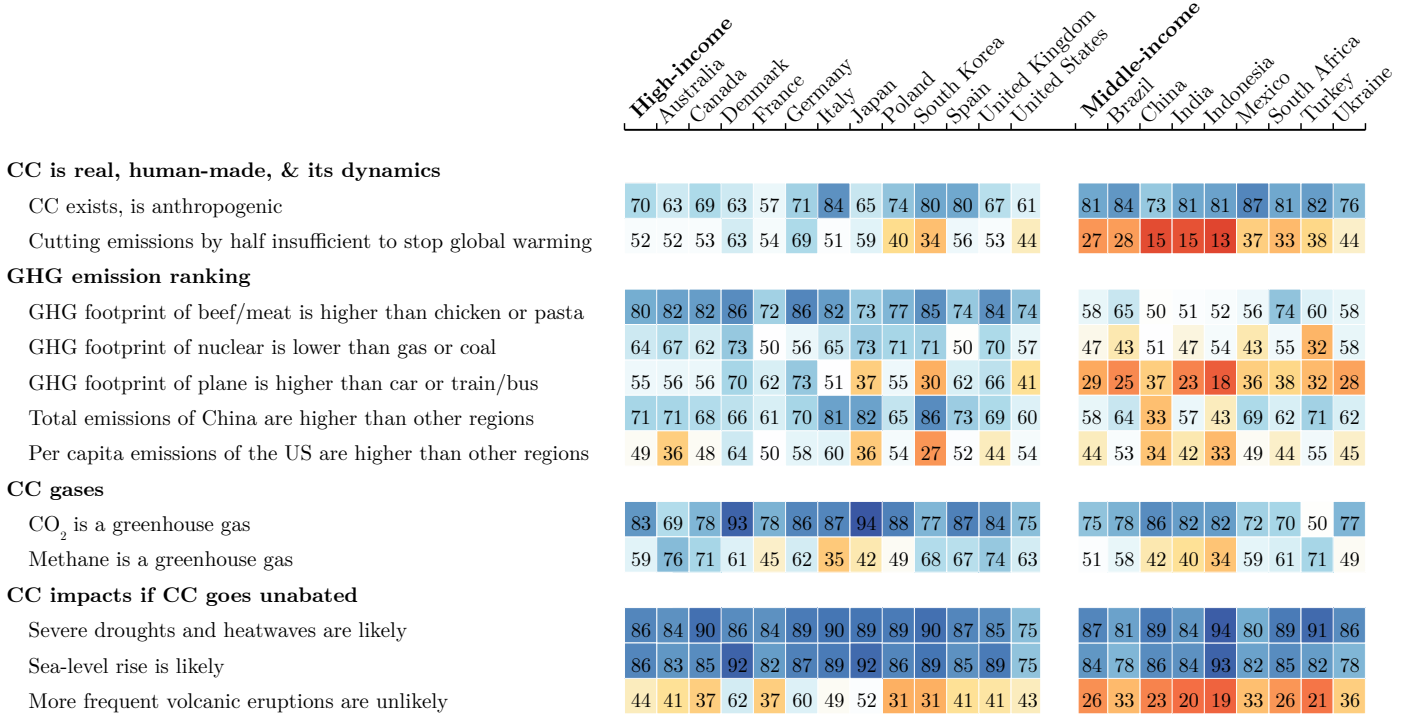 High-income Australia Canada Denmark France Germany Italy Japan Poland South Korea Spain United Kingdom United States Middle-income Brazil China India Indonesia Mexico South Africa Turkey Ukraine
CC is real, human-made, & its dynamics
CC exists, is anthropogenic 70 63 69 63 57 71 84 65 74 80 80 67 61 81 84 73 81 81 87 81 82 76
Cutting emissions by half insufficient to stop global warming 52 52 53 63 54 69 51 59 40 34 56 53 44 27 28 15 15 13 37 33 38 44
GHG emission ranking
GHG footprint of beef/meat is higher than chicken or pasta 80 82 82 86 72 86 82 73 77 85 74 84 74 58 65 50 51 52 56 74 60 58
GHG footprint of nuclear is lower than gas or coal 64 67 62 73 50 56 65 73 71 71 50 70 57 47 43 51 47 54 43 55 32 58
GHG footprint of plane is higher than car or train/bus 55 56 56 70 62 73 51 37 55 30 62 66 41 29 25 37 23 18 36 38 32 28
Total emissions of China are higher than other regions 71 71 68 66 61 70 81 82 65 86 73 69 60 58 64 33 57 43 69 62 71 62
Per capita emissions of the US are higher than other regions 49 36 48 64 50 58 60 36 54 27 52 44 54 44 53 34 42 33 49 44 55 45
CC gases
CO₂ is a greenhouse gas 83 69 78 93 78 86 87 94 88 77 87 84 75 75 78 86 82 82 72 70 50 77
Methane is a greenhouse gas 59 76 71 61 45 62 35 42 49 68 67 74 63 51 58 42 40 34 59 61 71 49
CC impacts if CC goes unabated
Severe droughts and heatwaves are likely 86 84 90 86 84 89 90 89 89 90 87 85 75 87 81 89 84 94 80 89 91 86
Sea-level rise is likely 86 83 85 92 82 87 89 92 86 89 85 89 75 84 78 86 84 93 82 85 82 78
More frequent volcanic eruptions are unlikely 44 41 37 62 37 60 49 52 31 31 41 41 43 26 33 23 20 19 33 26 21 36